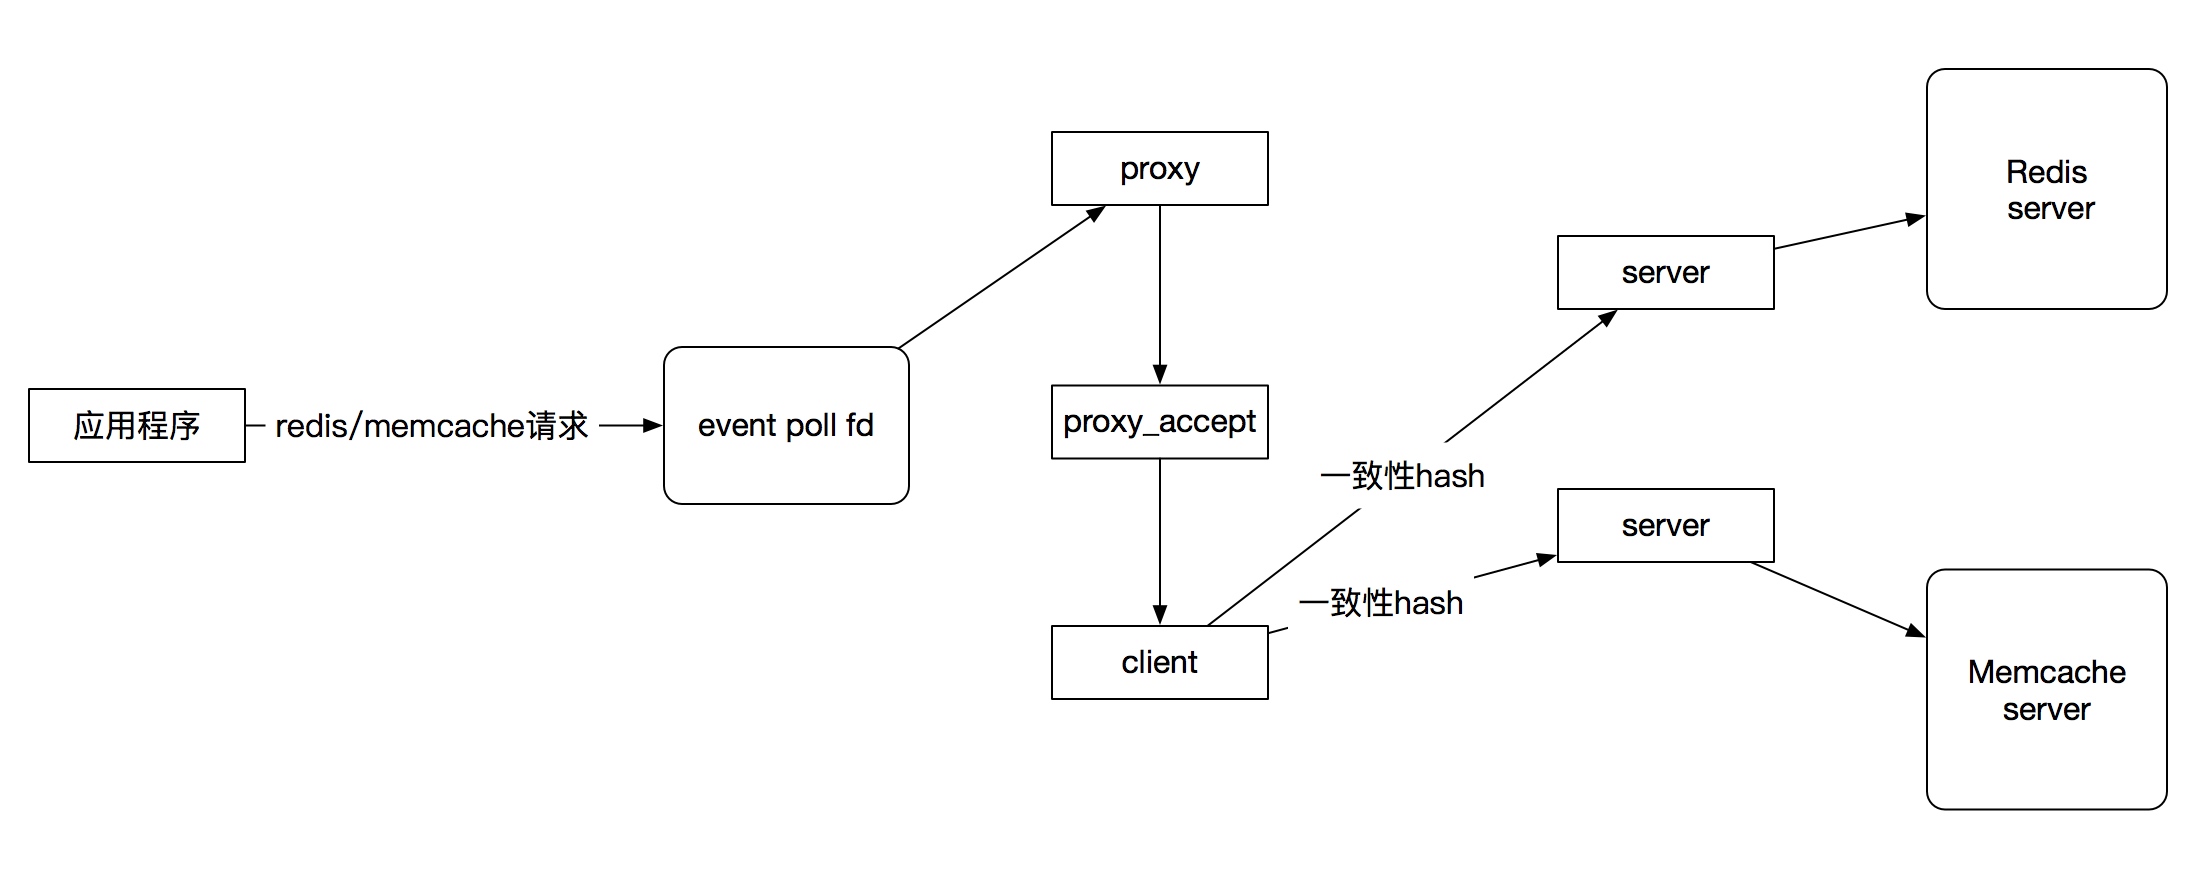 应用程序
redis/memcache请求
event poll fd
proxy
proxy_accept
client
一致性hash
一致性hash
server
server
Redis
server
Memcache
server